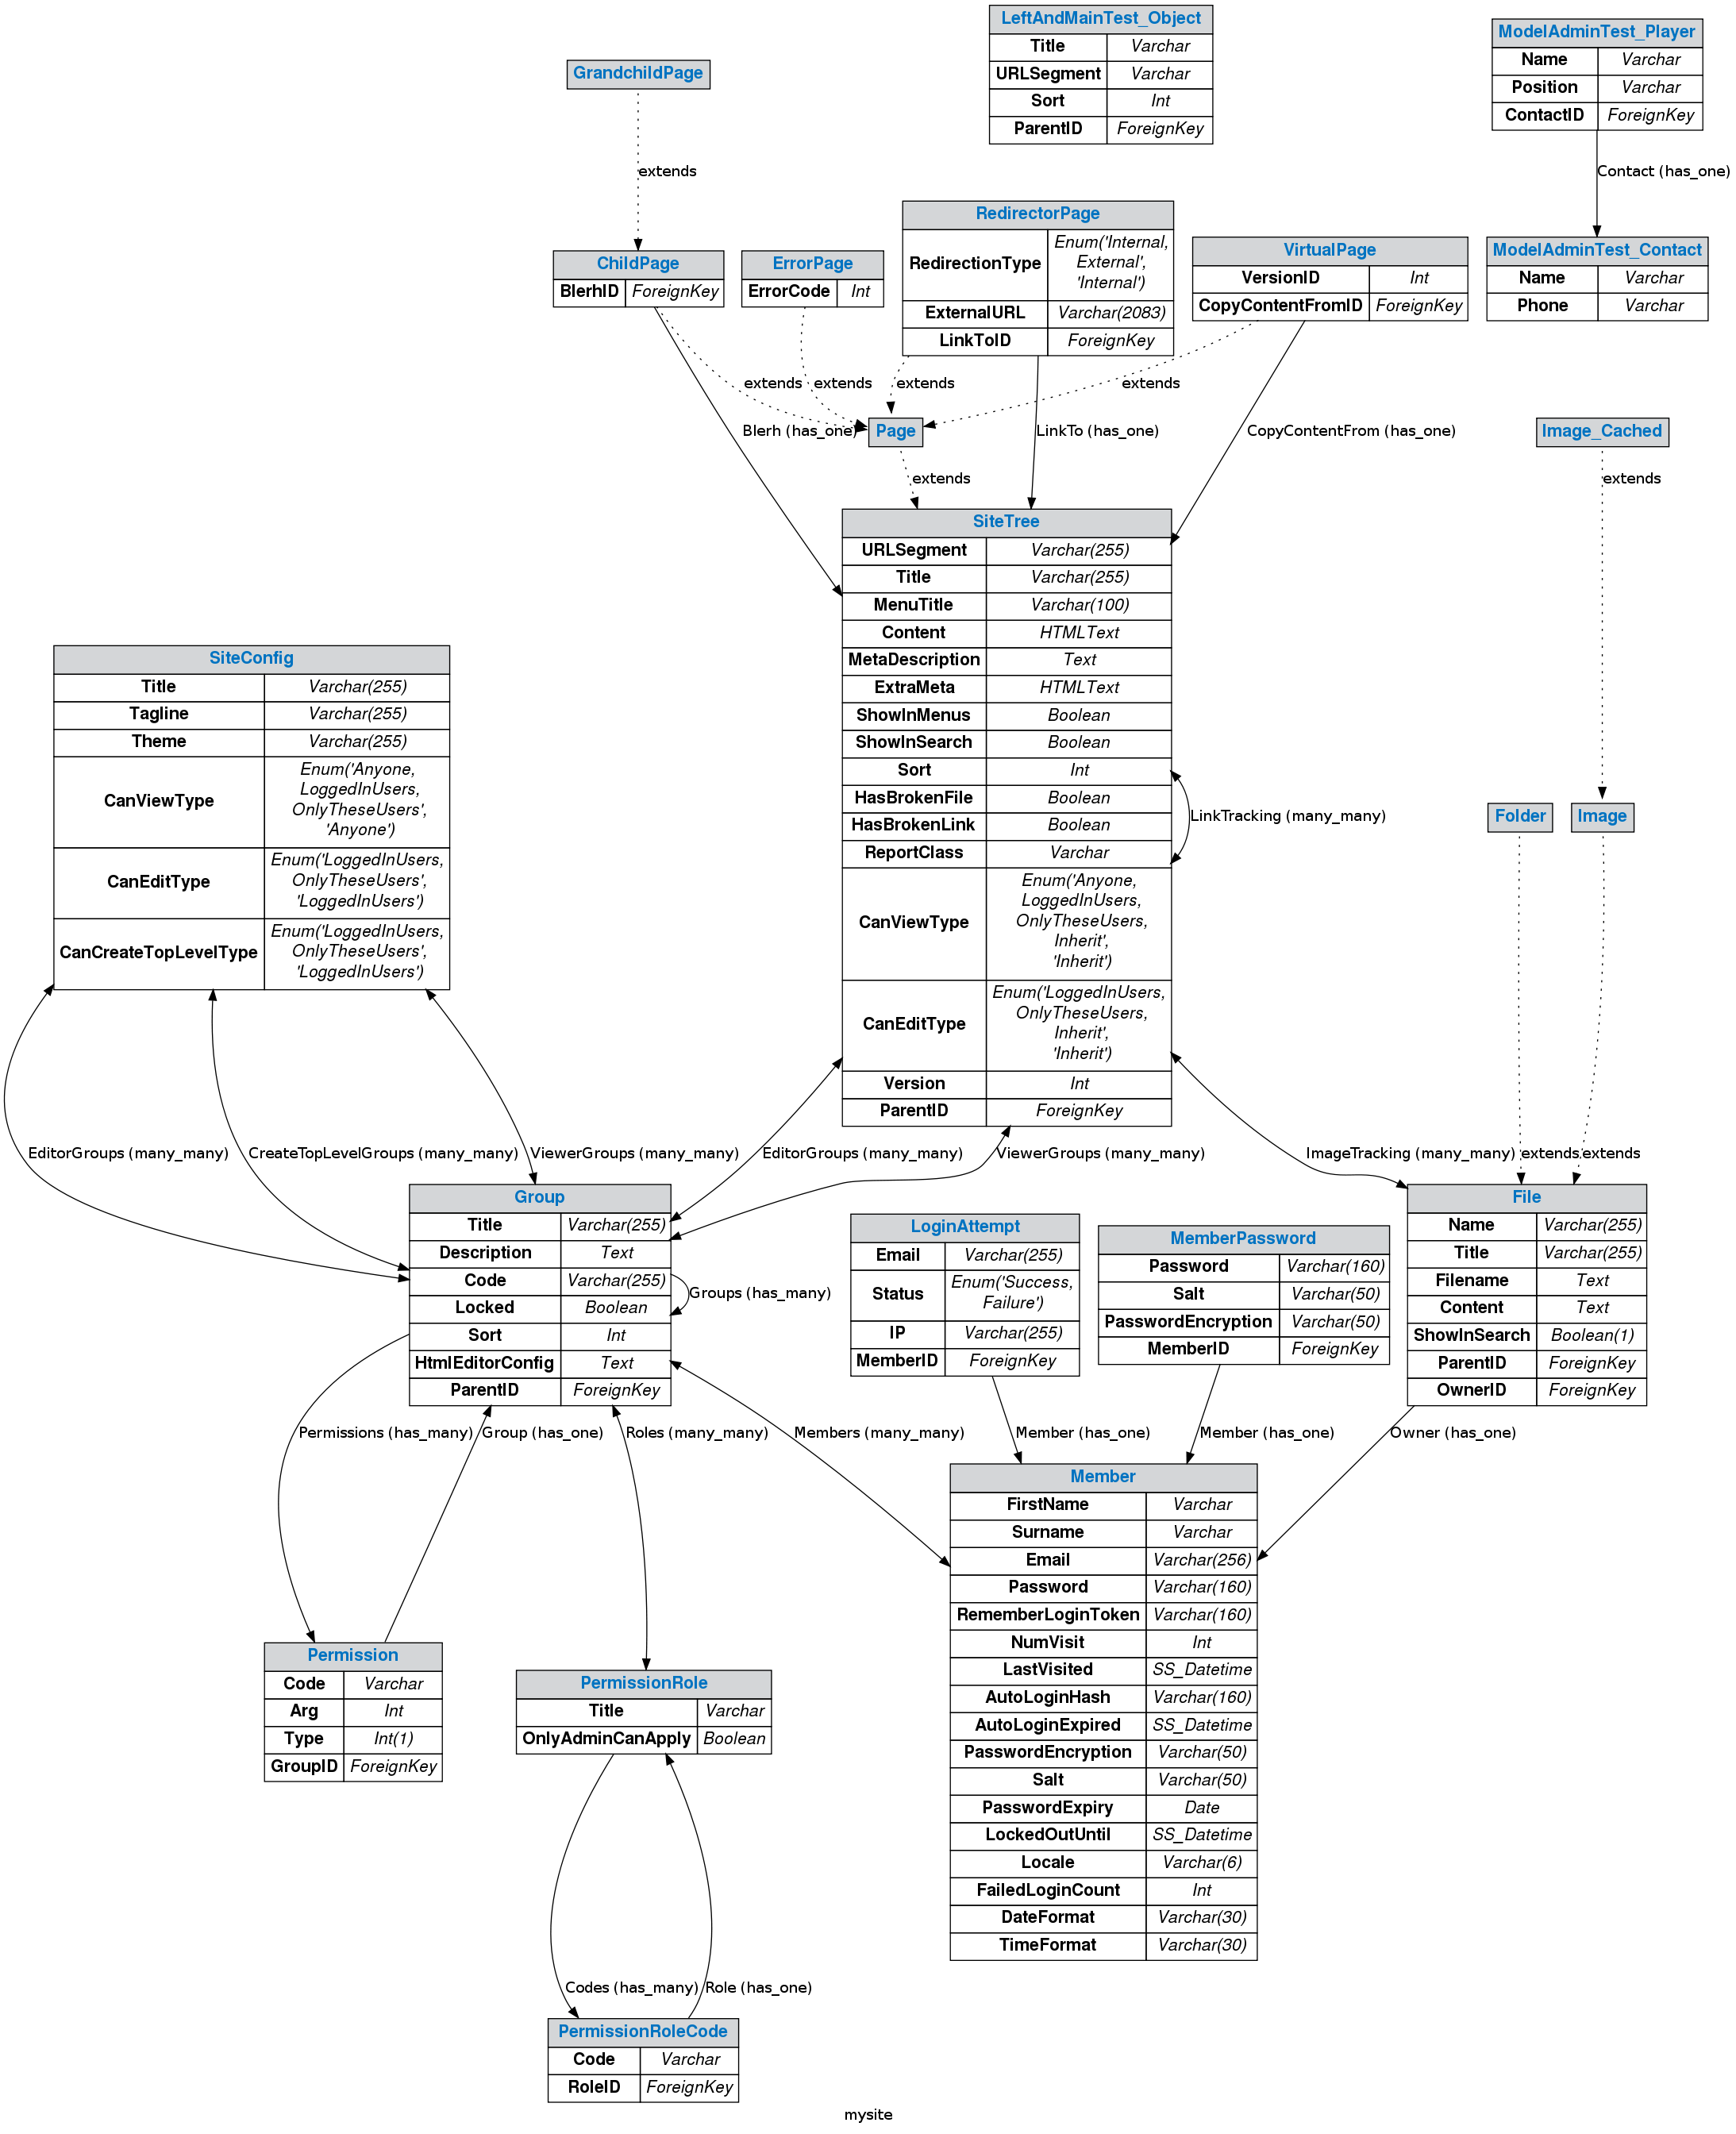 LeftAndMainTest_Object
Title Varchar
URLSegment Varchar
Sort Int
ParentID ForeignKey
ModelAdminTest_Player
Name Varchar
Position Varchar
ContactID ForeignKey
GrandchildPage
extends
Contact (has_one)
ChildPage
BlerhID ForeignKey
ErrorPage
ErrorCode Int
RedirectorPage
RedirectionType
Enum('Internal,
External',
'Internal')
ExternalURL Varchar(2083)
LinkToID ForeignKey
VirtualPage
VersionID Int
CopyContentFromID ForeignKey
ModelAdminTest_Contact
Name Varchar
Phone Varchar
extends
extends
extends
extends
Blerh (has_one)
Page
LinkTo (has_one)
CopyContentFrom (has_one)
Image_Cached
extends
extends
SiteTree
URLSegment Varchar(255)
Title Varchar(255)
MenuTitle Varchar(100)
Content HTMLText
MetaDescription Text
ExtraMeta HTMLText
ShowInMenus Boolean
ShowInSearch Boolean
Sort Int
HasBrokenFile Boolean
HasBrokenLink Boolean
ReportClass Varchar
CanViewType
Enum('Anyone,
LoggedInUsers,
OnlyTheseUsers,
Inherit',
'Inherit')
CanEditType
Enum('LoggedInUsers,
OnlyTheseUsers,
Inherit',
'Inherit')
Version Int
ParentID ForeignKey
LinkTracking (many_many)
SiteConfig
Title Varchar(255)
Tagline Varchar(255)
Theme Varchar(255)
CanViewType
Enum('Anyone,
LoggedInUsers,
OnlyTheseUsers',
'Anyone')
CanEditType
Enum('LoggedInUsers,
OnlyTheseUsers',
'LoggedInUsers')
CanCreateTopLevelType
Enum('LoggedInUsers,
OnlyTheseUsers',
'LoggedInUsers')
Folder
Image
EditorGroups (many_many)
CreateTopLevelGroups (many_many)
ViewerGroups (many_many)
EditorGroups (many_many)
ViewerGroups (many_many)
ImageTracking (many_many)
extends
extends
Group
Title Varchar(255)
Description Text
Code Varchar(255)
Locked Boolean
Sort Int
HtmlEditorConfig Text
ParentID ForeignKey
Groups (has_many)
LoginAttempt
Email Varchar(255)
Status
Enum('Success,
Failure')
IP Varchar(255)
MemberID ForeignKey
MemberPassword
Password Varchar(160)
Salt Varchar(50)
PasswordEncryption Varchar(50)
MemberID ForeignKey
File
Name Varchar(255)
Title Varchar(255)
Filename Text
Content Text
ShowInSearch Boolean(1)
ParentID ForeignKey
OwnerID ForeignKey
Permissions (has_many)
Group (has_one)
Roles (many_many)
Members (many_many)
Member (has_one)
Member (has_one)
Owner (has_one)
Member
FirstName Varchar
Surname Varchar
Email Varchar(256)
Password Varchar(160)
RememberLoginToken Varchar(160)
NumVisit Int
LastVisited SS_Datetime
AutoLoginHash Varchar(160)
AutoLoginExpired SS_Datetime
PasswordEncryption Varchar(50)
Salt Varchar(50)
PasswordExpiry Date
LockedOutUntil SS_Datetime
Locale Varchar(6)
FailedLoginCount Int
DateFormat Varchar(30)
TimeFormat Varchar(30)
Permission
Code Varchar
Arg Int
Type Int(1)
GroupID ForeignKey
PermissionRole
Title Varchar
OnlyAdminCanApply Boolean
Codes (has_many)
Role (has_one)
PermissionRoleCode
Code Varchar
RoleID ForeignKey
mysite